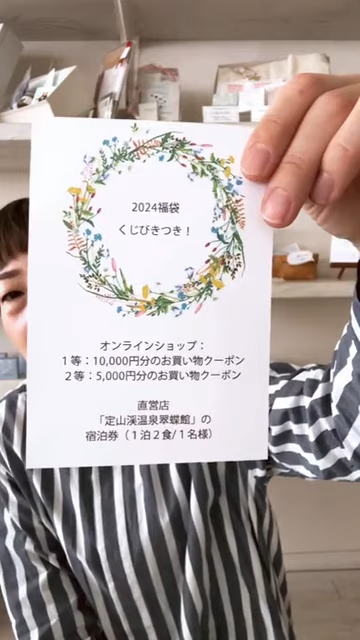 2024福袋
くじびきつき！
オンラインショップ：
１等：10,000円分のお買い物クーポン
２等：5,000円分のお買い物クーポン
直営店
「定山渓温泉翠蝶館」の
宿泊券（１泊２食/１名様）